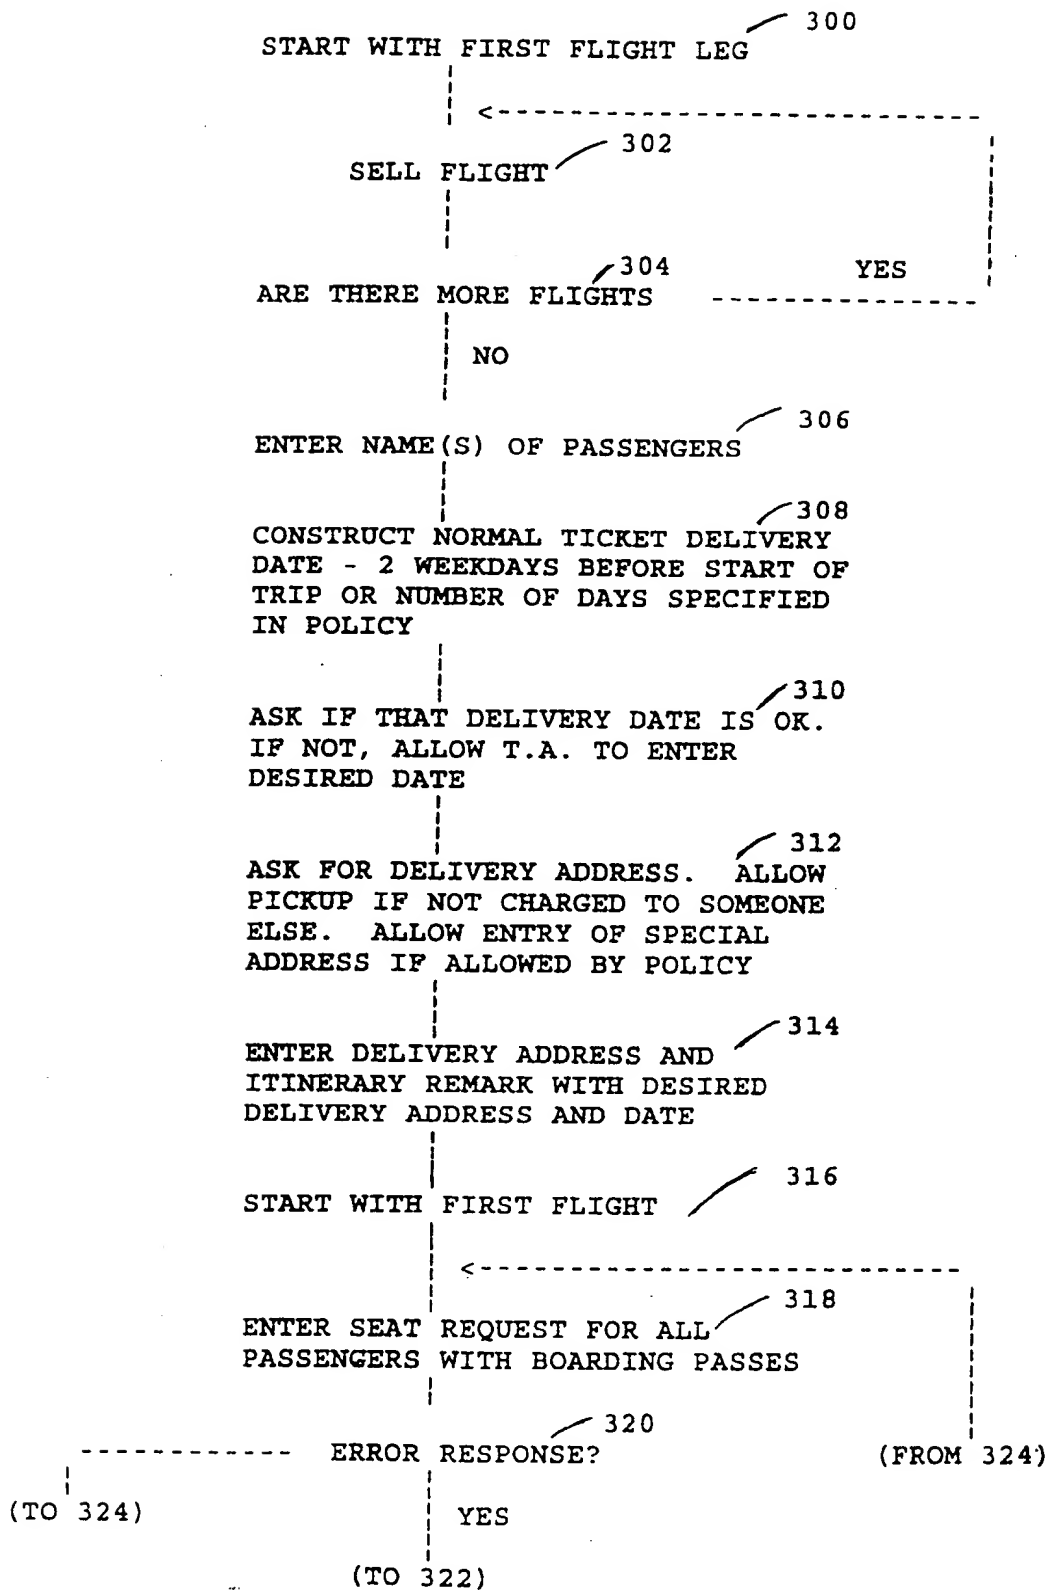 300
START WITH FIRST FLIGHT LEG
302
SELL FLIGHT
304
YES
ARE THERE MORE FLIGHTS
NO
306
ENTER NAME(S) OF PASSENGERS
308
CONSTRUCT NORMAL TICKET DELIVERY
DATE - 2 WEEKDAYS BEFORE START OF
TRIP OR NUMBER OF DAYS SPECIFIED
IN POLICY
310
ASK IF THAT DELIVERY DATE IS OK.
IF NOT, ALLOW T.A. TO ENTER
DESIRED DATE
312
ASK FOR DELIVERY ADDRESS. ALLOW
PICKUP IF NOT CHARGED TO SOMEONE
ELSE. ALLOW ENTRY OF SPECIAL
ADDRESS IF ALLOWED BY POLICY
314
ENTER DELIVERY ADDRESS AND
ITINERARY REMARK WITH DESIRED
DELIVERY ADDRESS AND DATE
316
START WITH FIRST FLIGHT
318
ENTER SEAT REQUEST FOR ALL
PASSENGERS WITH BOARDING PASSES
320
ERROR RESPONSE?
(FROM 324)
(TO 324)
YES
(TO 322)